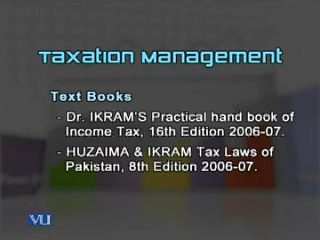 Taxation Management
Text Books
- Dr. IKRAM'S Practical hand book of
Income Tax, 16th Edition 2006-07.
- HUZAIMA & IKRAM Tax Laws of
Pakistan, 8th Edition 2006-07.
VU